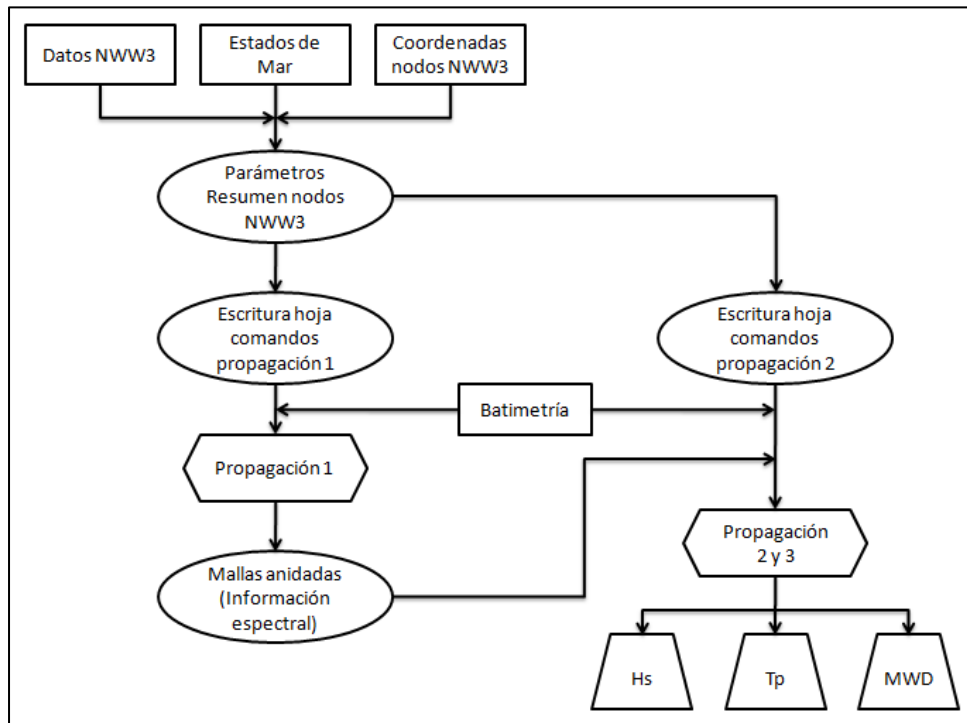 Datos NWW3
Estados de
Mar
Coordenadas
nodos NWW3
Parámetros
Resumen nodos
NWW3
Escritura hoja
comandos
propagación 1
Escritura hoja
comandos
propagación 2
Batimetría
Propagación 1
Propagación
2 y 3
Mallas anidadas
(Información
espectral)
Hs
Tp
MWD